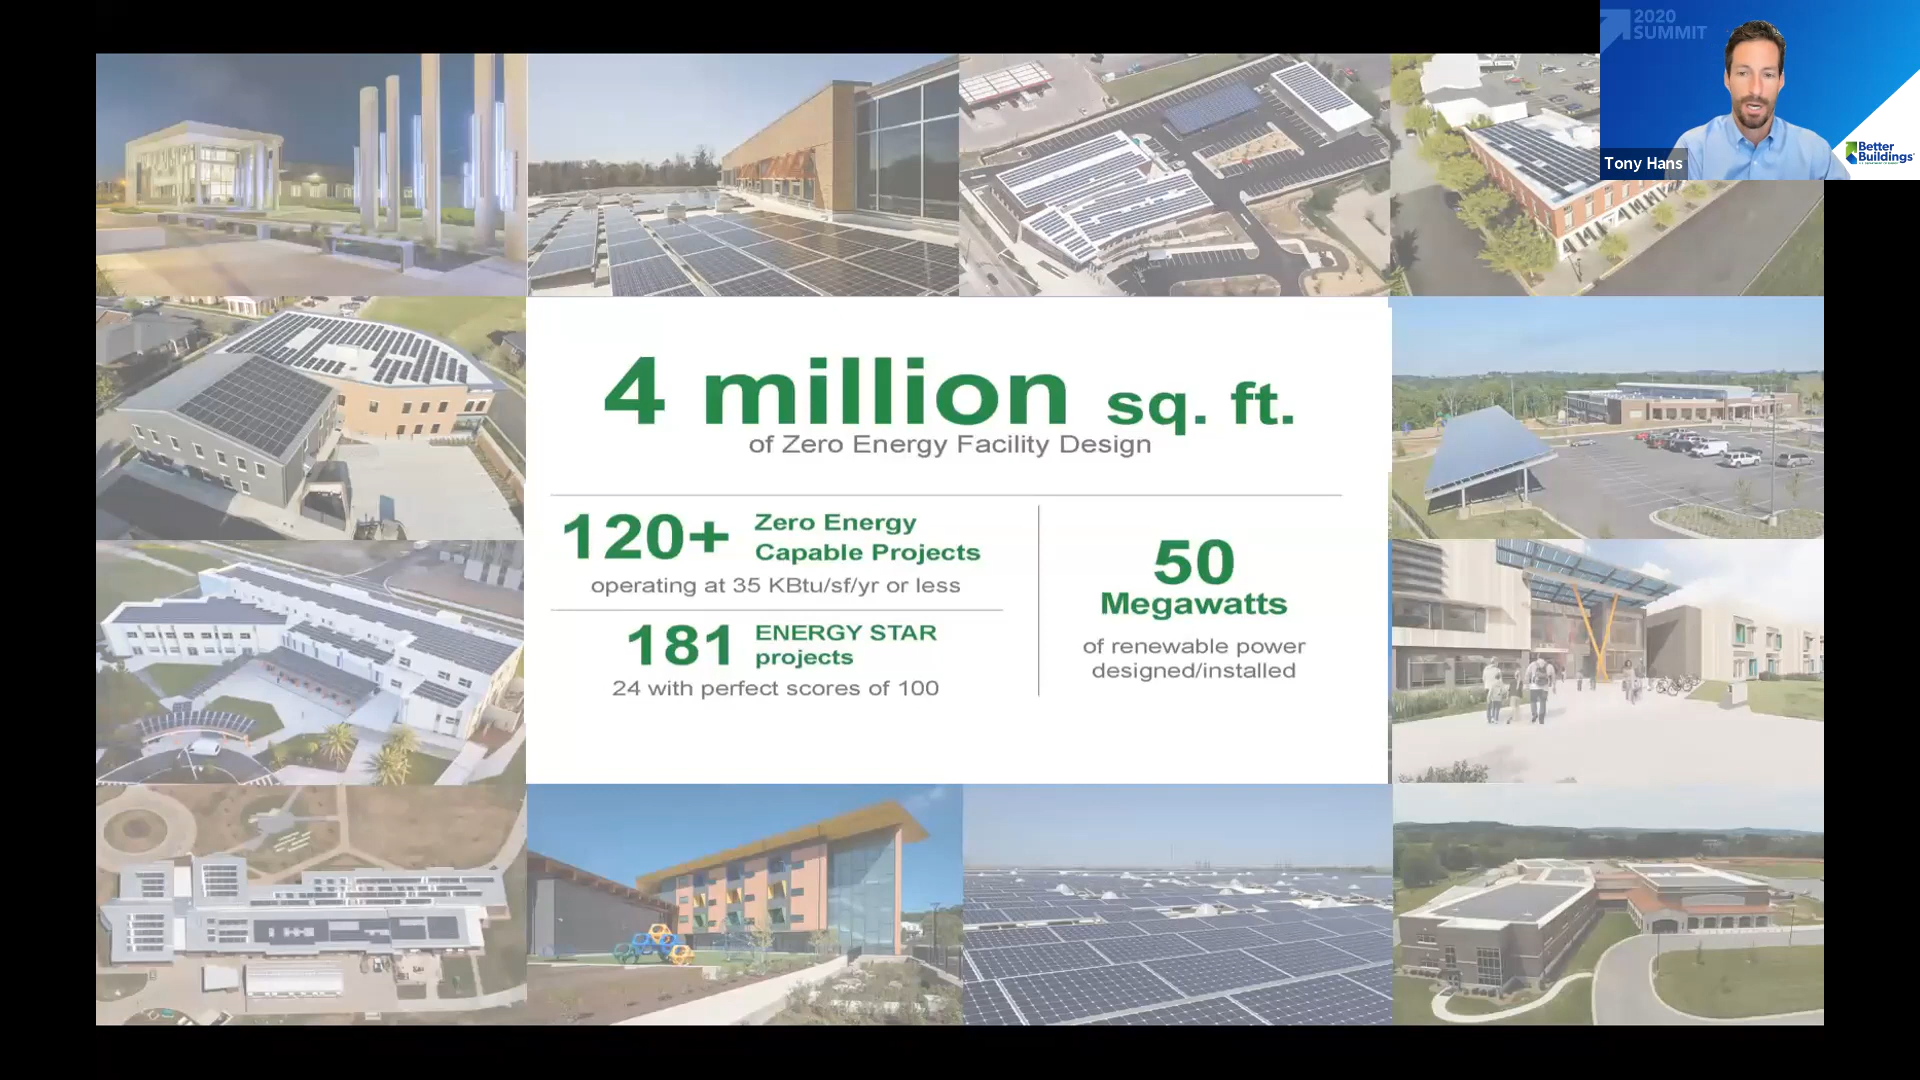 2020
SUMMIT
Tony Hans
Better
Buildings
4 million sq. ft.
of Zero Energy Facility Design
120+ Zero Energy
Capable Projects
operating at 35 KBtu/sf/yr or less
181 ENERGY STAR
projects
24 with perfect scores of 100
50
Megawatts
of renewable power
designed/installed